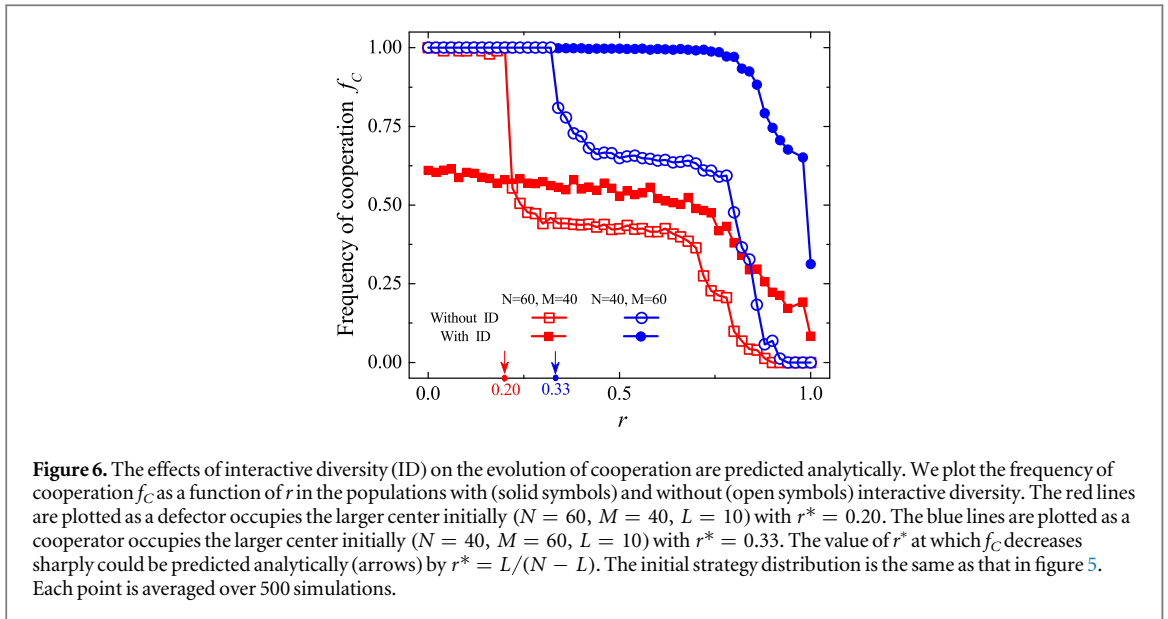 1.00
0.75
0.50
0.25
0.00
Frequency of cooperation f_C
N=60, M=40 N=40, M=60
Without ID
With ID
0.20 0.33
0.0 0.5 1.0
r
Figure 6. The effects of interactive diversity (ID) on the evolution of cooperation are predicted analytically. We plot the frequency of
cooperation f_C as a function of r in the populations with (solid symbols) and without (open symbols) interactive diversity. The red lines
are plotted as a defector occupies the larger center initially (N = 60, M = 40, L = 10) with r* = 0.20. The blue lines are plotted as a
cooperator occupies the larger center initially (N = 40, M = 60, L = 10) with r* = 0.33. The value of r* at which f_C decreases
sharply could be predicted analytically (arrows) by r* = L/(N − L). The initial strategy distribution is the same as that in figure 5.
Each point is averaged over 500 simulations.